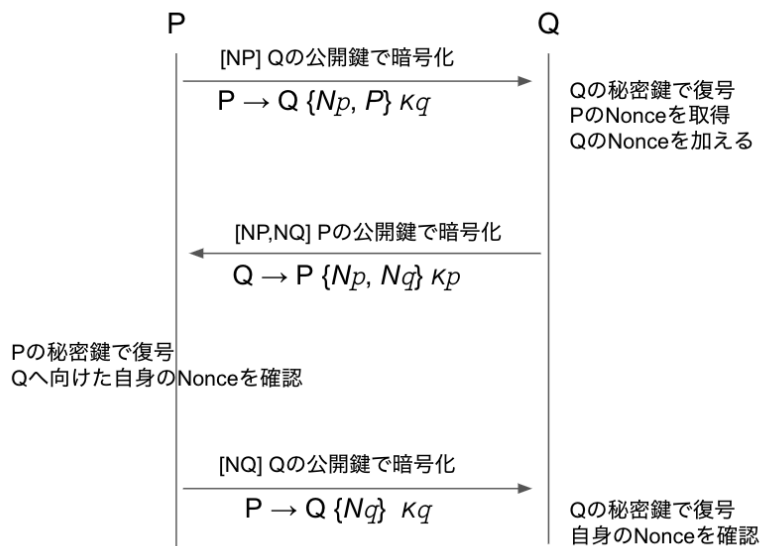 P
Q
[NP] Qの公開鍵で暗号化
P → Q {Np, P} Kq
Qの秘密鍵で復号
PのNonceを取得
QのNonceを加える
[NP,NQ] Pの公開鍵で暗号化
Q → P {Np, Nq} Kp
Pの秘密鍵で復号
Qへ向けた自身のNonceを確認
[NQ] Qの公開鍵で暗号化
P → Q {Nq} Kq
Qの秘密鍵で復号
自身のNonceを確認